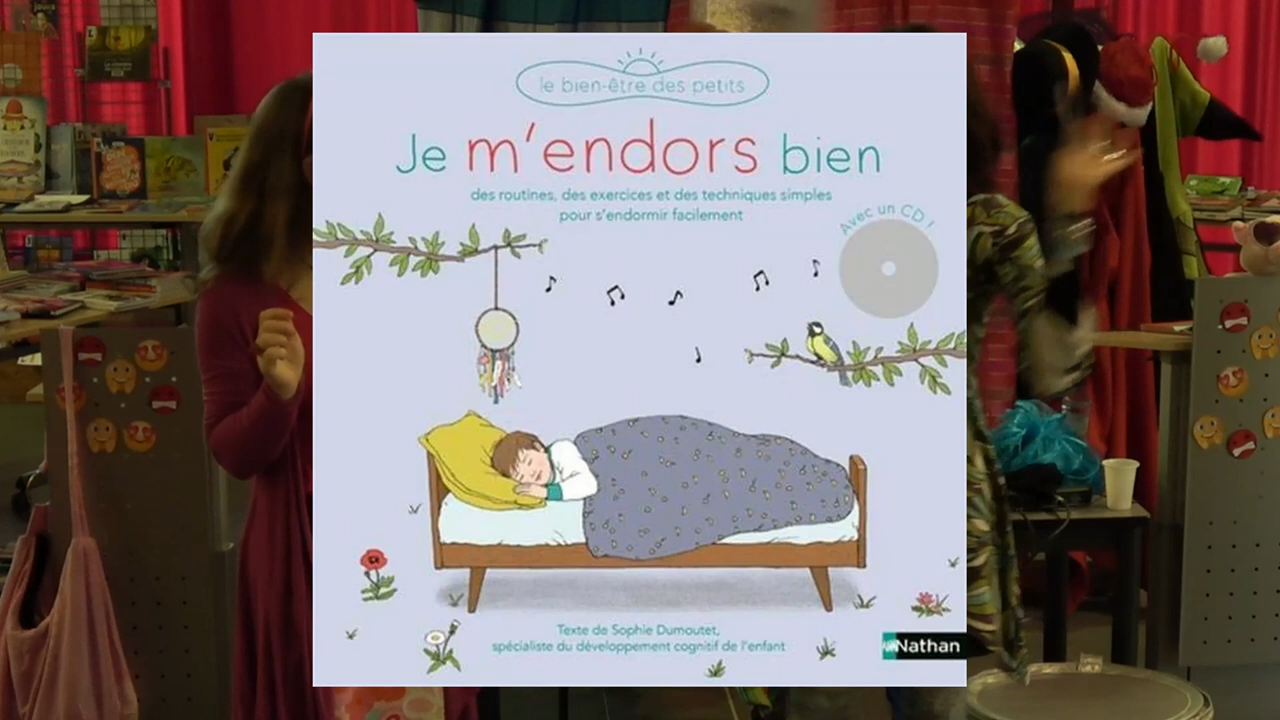 le bien-être des petits
Je m'endors bien
des routines, des exercices et des techniques simples
pour s'endormir facilement
Avec un CD !
Texte de Sophie Dumoutet,
spécialiste du développement cognitif de l'enfant
Nathan